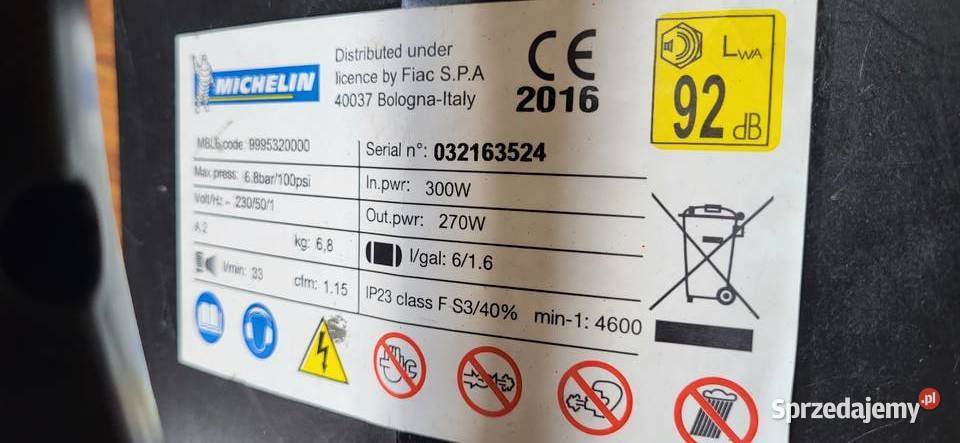 MICHELIN
Distributed under
licence by Fiac S.P.A
40037 Bologna-Italy
CE
2016
LWA
92 dB
code: 9995320000
Serial n°: 032163524
Max press: 6.8bar/100psi
In.pwr: 300W
Volt/Hz ~ 230/50/1
Out.pwr: 270W
A 2
kg: 6,8
l/gal: 6/1.6
l/min: 33
cfm: 1.15
IP23 class F S3/40% min-1: 4600
Sprzedajemy.pl